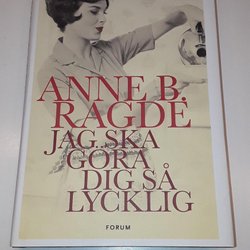 ANNE B.
RAGDE
JAG SKA
GÖRA
DIG SÅ
LYCKLIG
FORUM